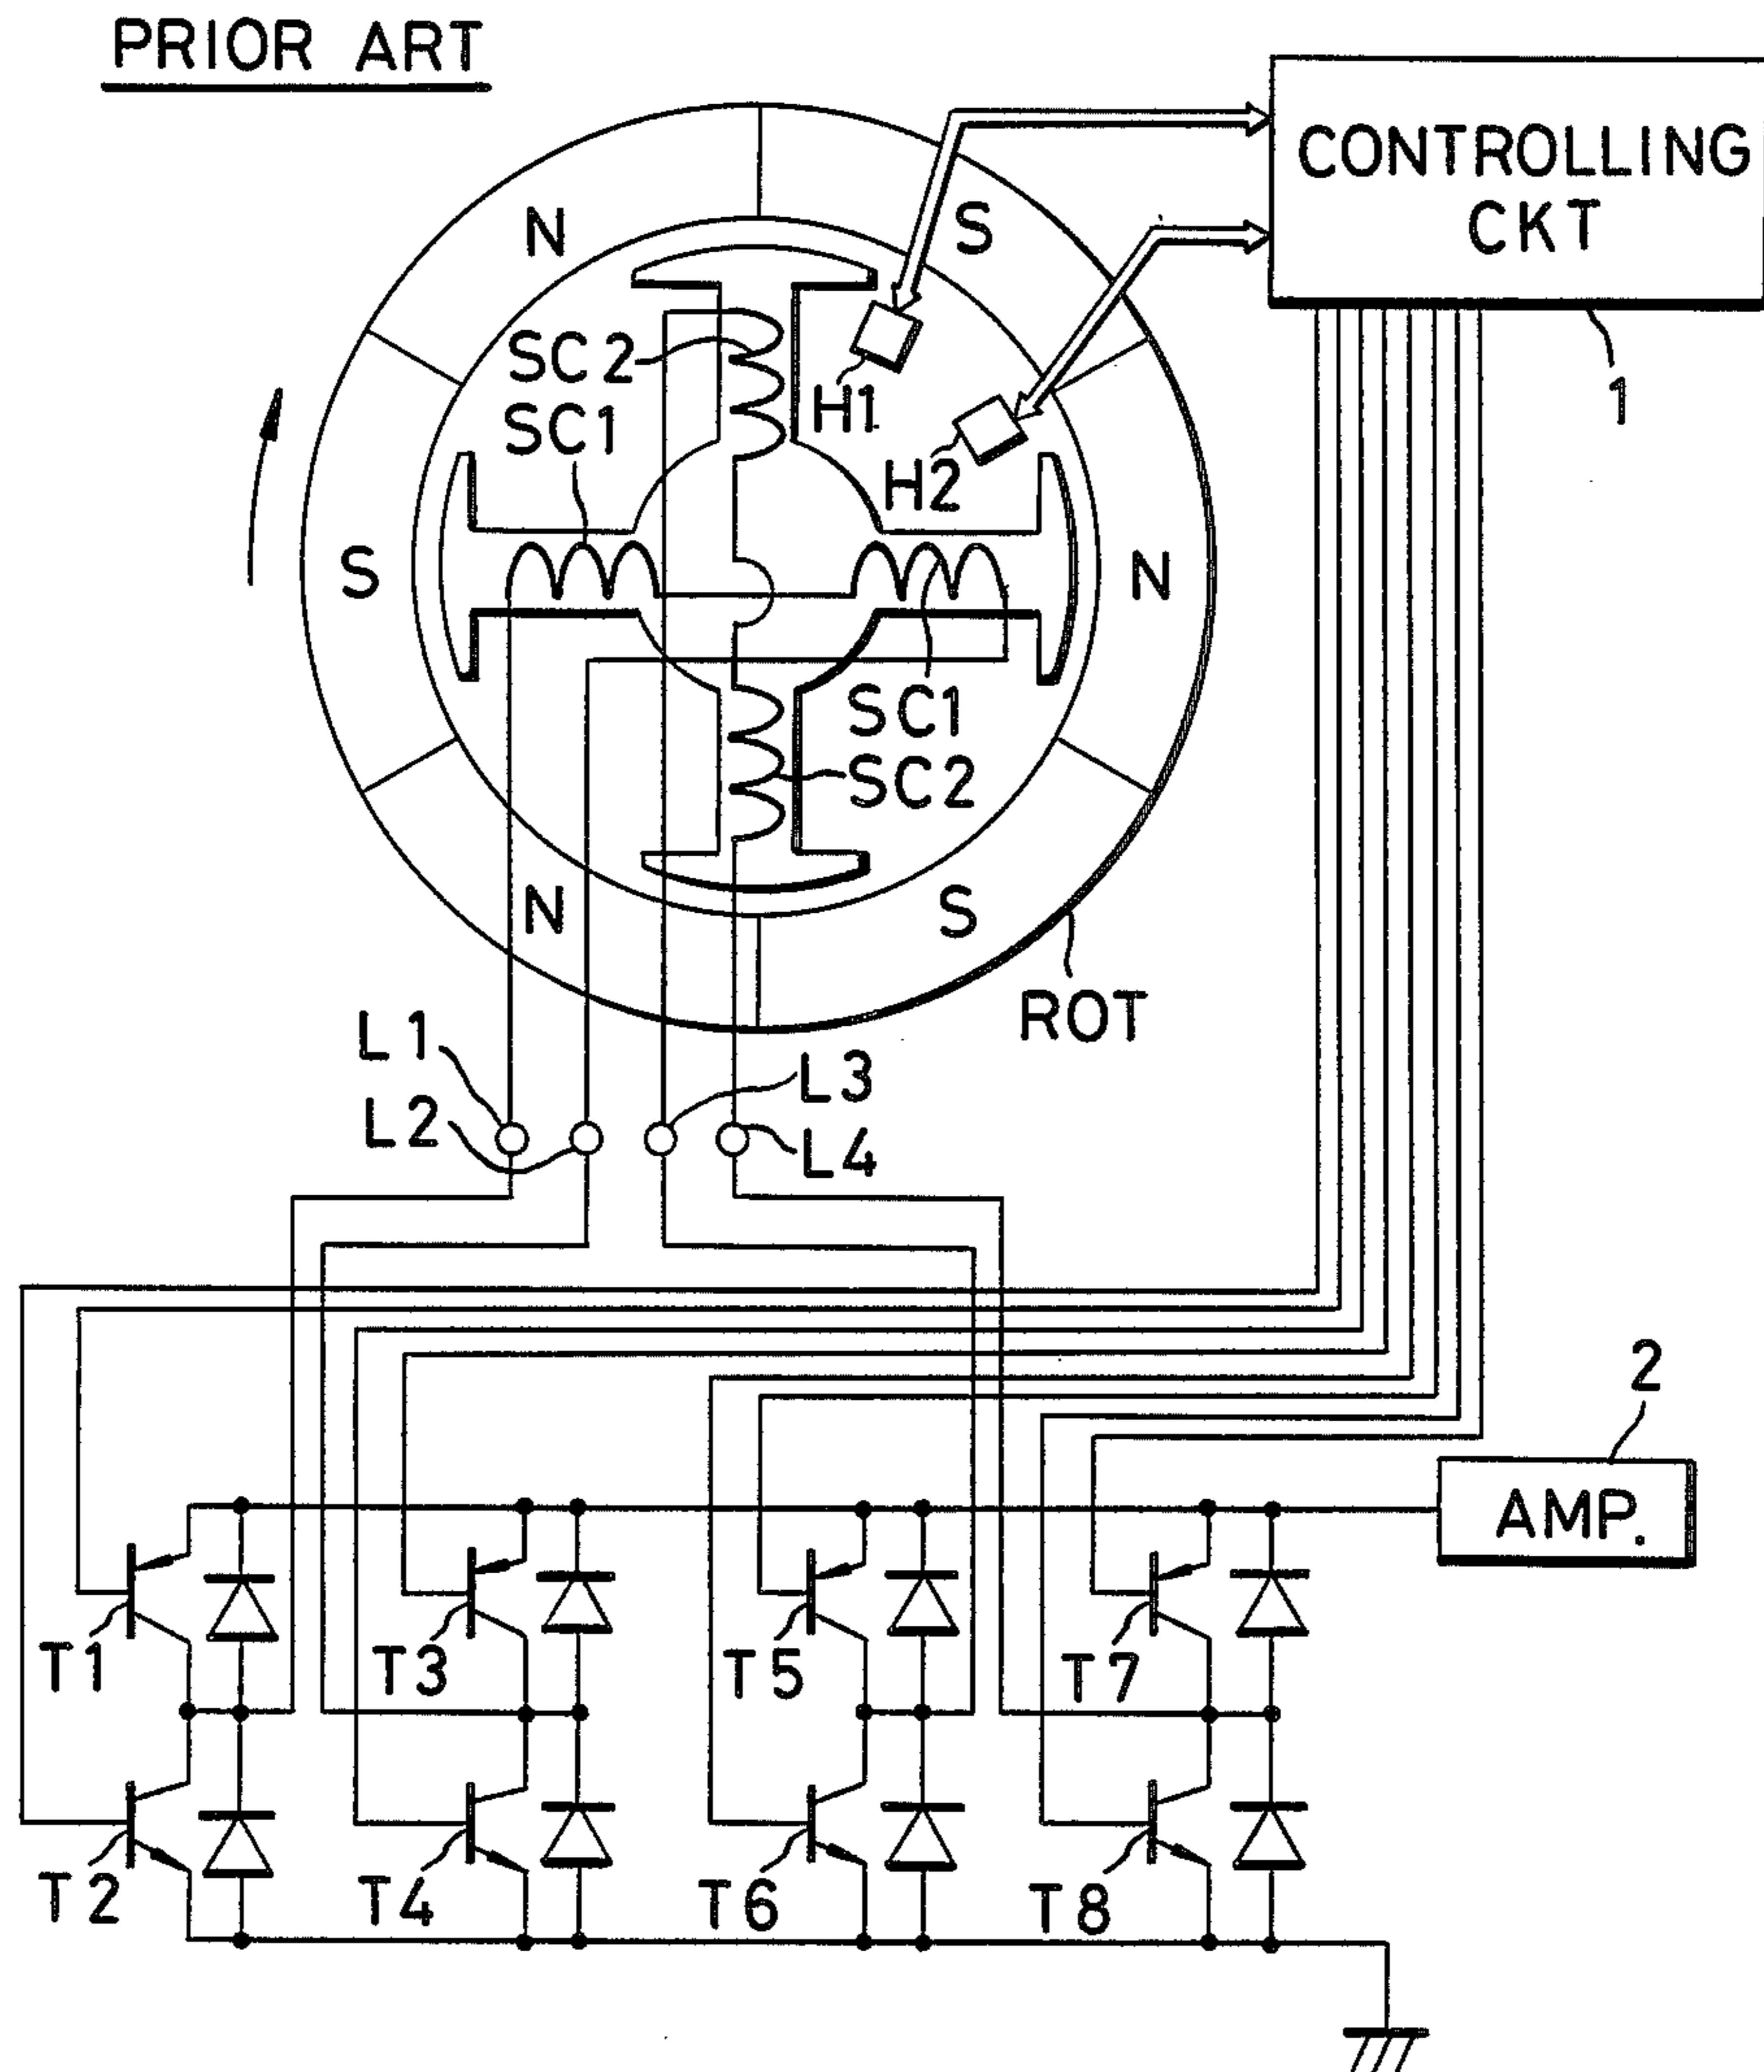 PRIOR ART
CONTROLLING
CKT
1
N
S
SC2
SC1
H1
H2
S
N
SC1
SC2
N
S
ROT
L1
L2
L3
L4
2
AMP.
T1
T3
T5
T7
T2
T4
T6
T8